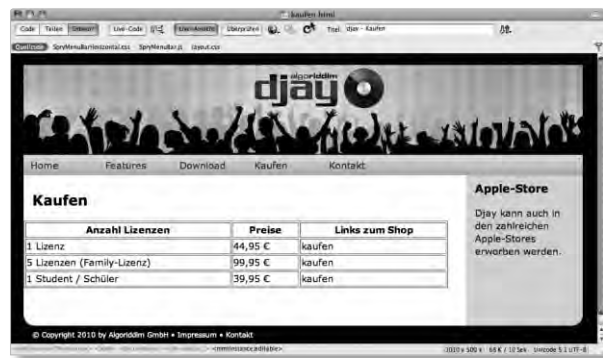 kaufen.html
Code Teilen Entwurf Live-Code Live-Ansicht Überprüfen Titel: djay - Kaufen
Quellcode SpryMenuBarHorizontal.css SpryMenuBar.js layout.css
algoriddim
djay
Home Features Download Kaufen Kontakt
Kaufen
Anzahl Lizenzen Preise Links zum Shop
1 Lizenz 44,95 € kaufen
5 Lizenzen (Family-Lizenz) 99,95 € kaufen
1 Student / Schüler 39,95 € kaufen
Apple-Store
Djay kann auch in
den zahlreichen
Apple-Stores
erworben werden.
© Copyright 2010 by Algoriddim GmbH • Impressum • Kontakt
<mminstance:editable> Unicode 5.1 UTF-8